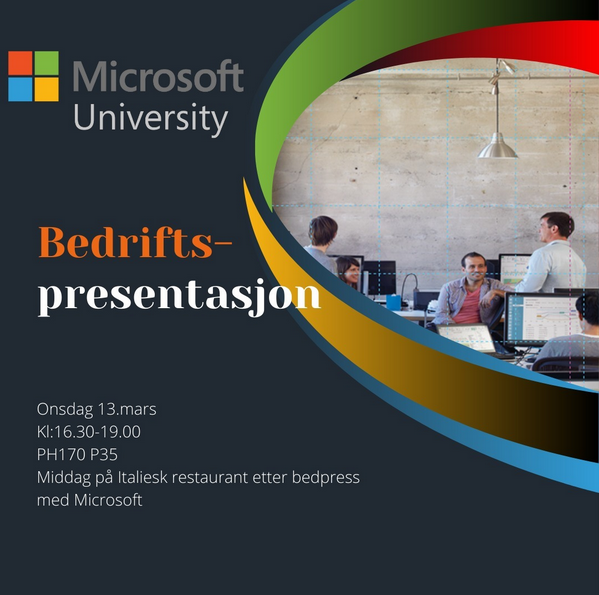 Microsoft
University
Bedrifts-
presentasjon
Onsdag 13.mars
Kl:16.30-19.00
PH170 P35
Middag på Italiesk restaurant etter bedpress
med Microsoft